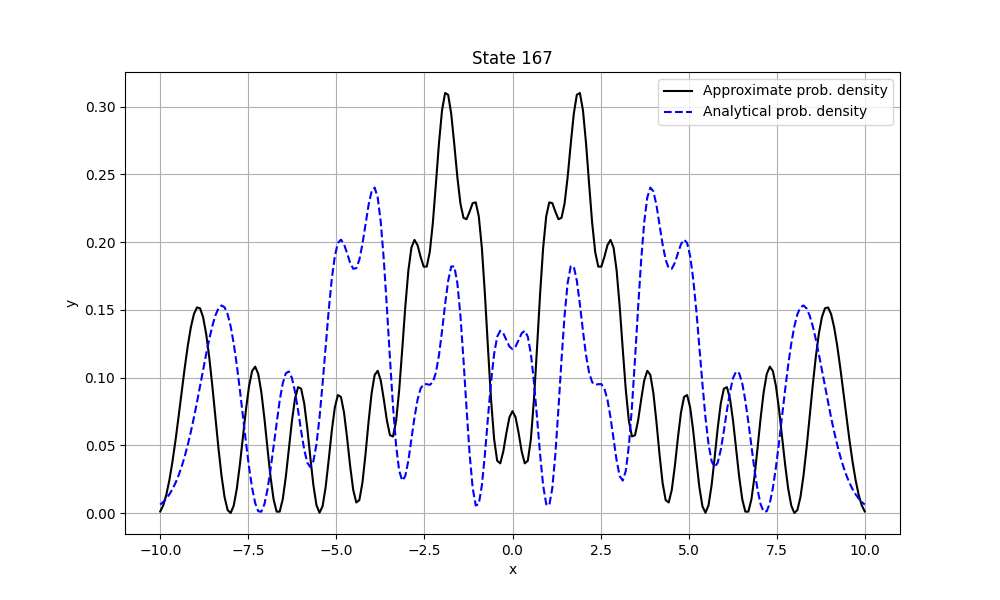 State 167
Approximate prob. density
Analytical prob. density
0.30
0.25
0.20
0.15
0.10
0.05
0.00
y
−10.0 −7.5 −5.0 −2.5 0.0 2.5 5.0 7.5 10.0
x